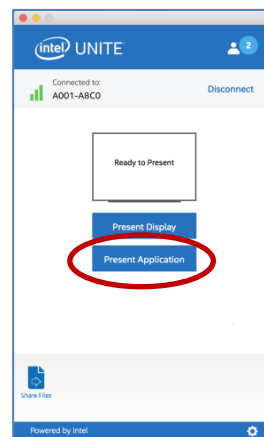 intel UNITE
2
Connected to:
A001-A8C0
Disconnect
Ready to Present
Present Display
Present Application
Share Files
Powered by Intel